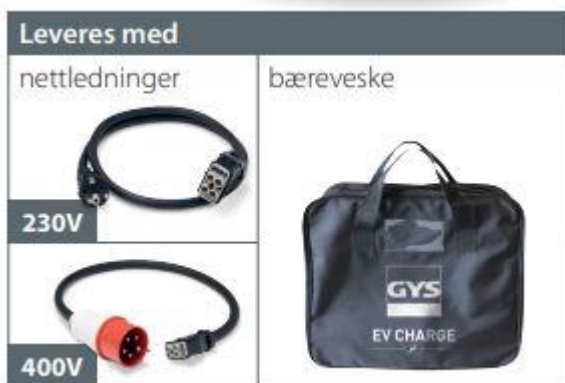 Leveres med
nettledninger
bæreveske
230V
400V
GYS
EV CHARGE